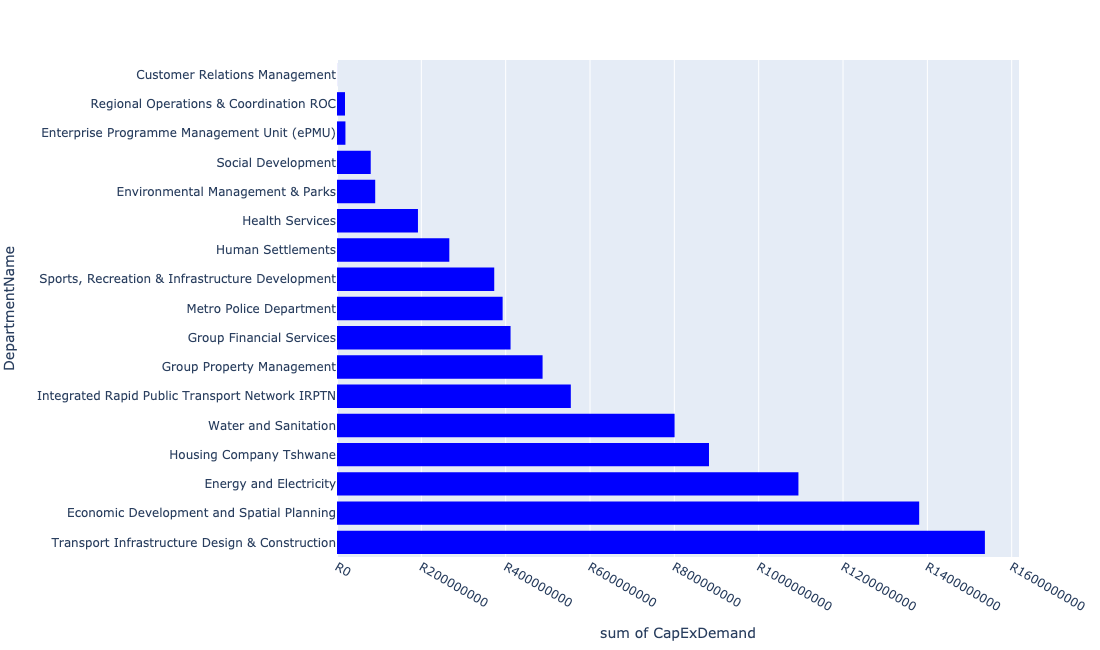 Customer Relations Management
Regional Operations & Coordination ROC
Enterprise Programme Management Unit (ePMU)
Social Development
Environmental Management & Parks
Health Services
Human Settlements
Sports, Recreation & Infrastructure Development
Metro Police Department
Group Financial Services
Group Property Management
Integrated Rapid Public Transport Network IRPTN
Water and Sanitation
Housing Company Tshwane
Energy and Electricity
Economic Development and Spatial Planning
Transport Infrastructure Design & Construction
DepartmentName
R0
R200000000
R400000000
R600000000
R800000000
R1000000000
R1200000000
R1400000000
R1600000000
sum of CapExDemand